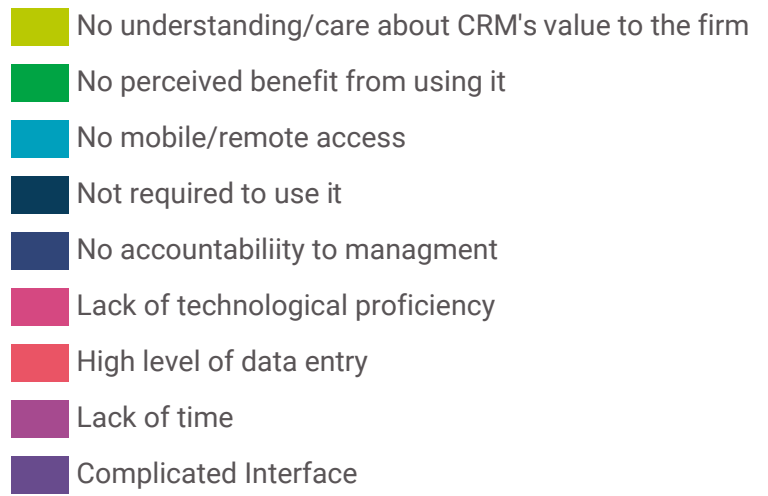 No understanding/care about CRM's value to the firm
No perceived benefit from using it
No mobile/remote access
Not required to use it
No accountabiliity to managment
Lack of technological proficiency
High level of data entry
Lack of time
Complicated Interface